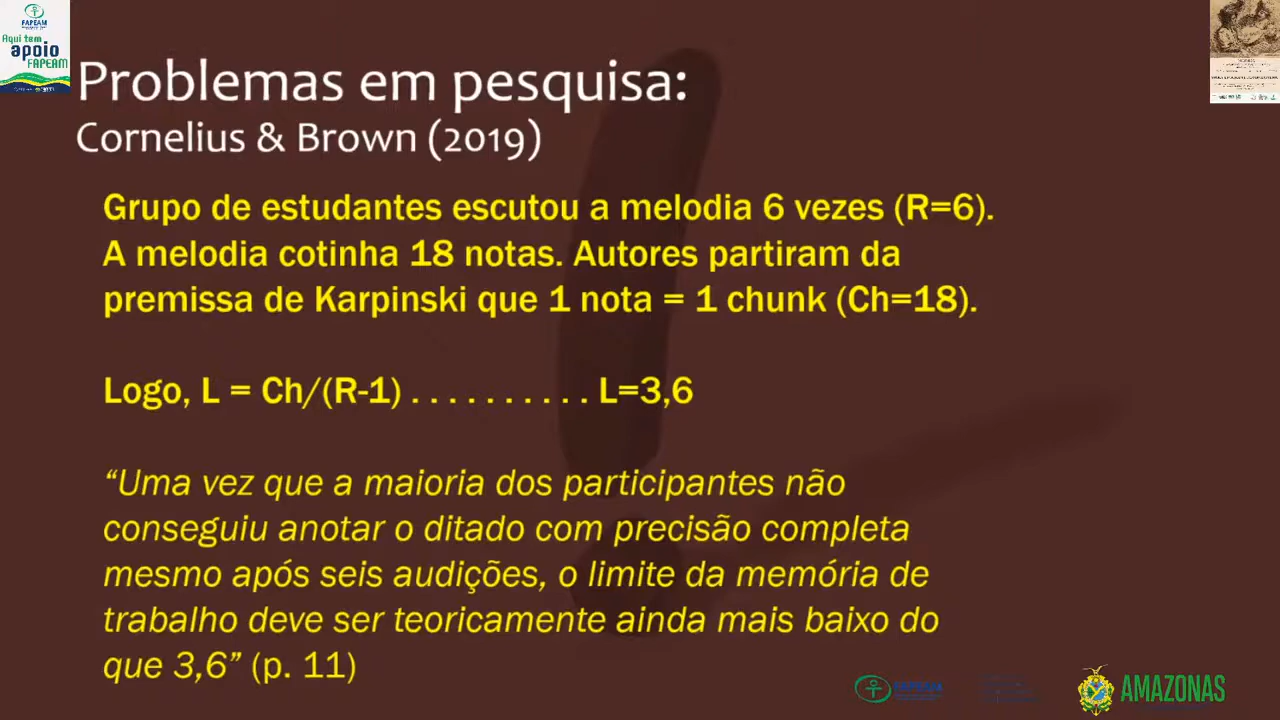 FAPEAM
Aqui tem
apoio
FAPEAM
Problemas em pesquisa:
Cornelius & Brown (2019)
Grupo de estudantes escutou a melodia 6 vezes (R=6).
A melodia cotinha 18 notas. Autores partiram da
premissa de Karpinski que 1 nota = 1 chunk (Ch=18).
Logo, L = Ch/(R-1) . . . . . . . . . . L=3,6
“Uma vez que a maioria dos participantes não
conseguiu anotar o ditado com precisão completa
mesmo após seis audições, o limite da memória de
trabalho deve ser teoricamente ainda mais baixo do
que 3,6” (p. 11)
FAPEAM
AMAZONAS